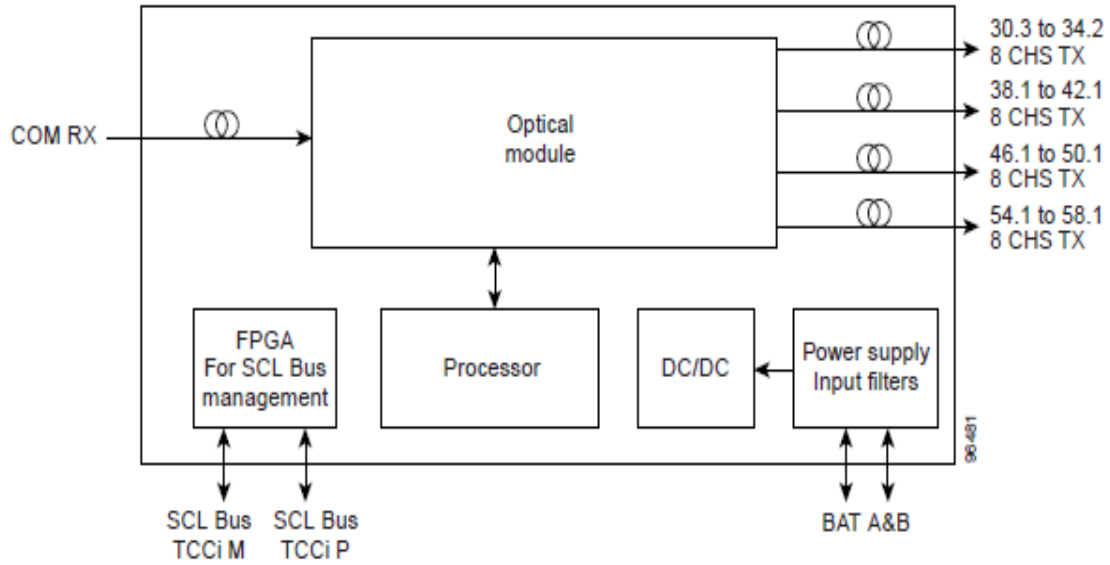 30.3 to 34.2
8 CHS TX
38.1 to 42.1
8 CHS TX
COM RX
Optical
module
46.1 to 50.1
8 CHS TX
54.1 to 58.1
8 CHS TX
FPGA
For SCL Bus
management
Processor
DC/DC
Power supply
Input filters
96481
SCL Bus
TCCi M
SCL Bus
TCCi P
BAT A&B